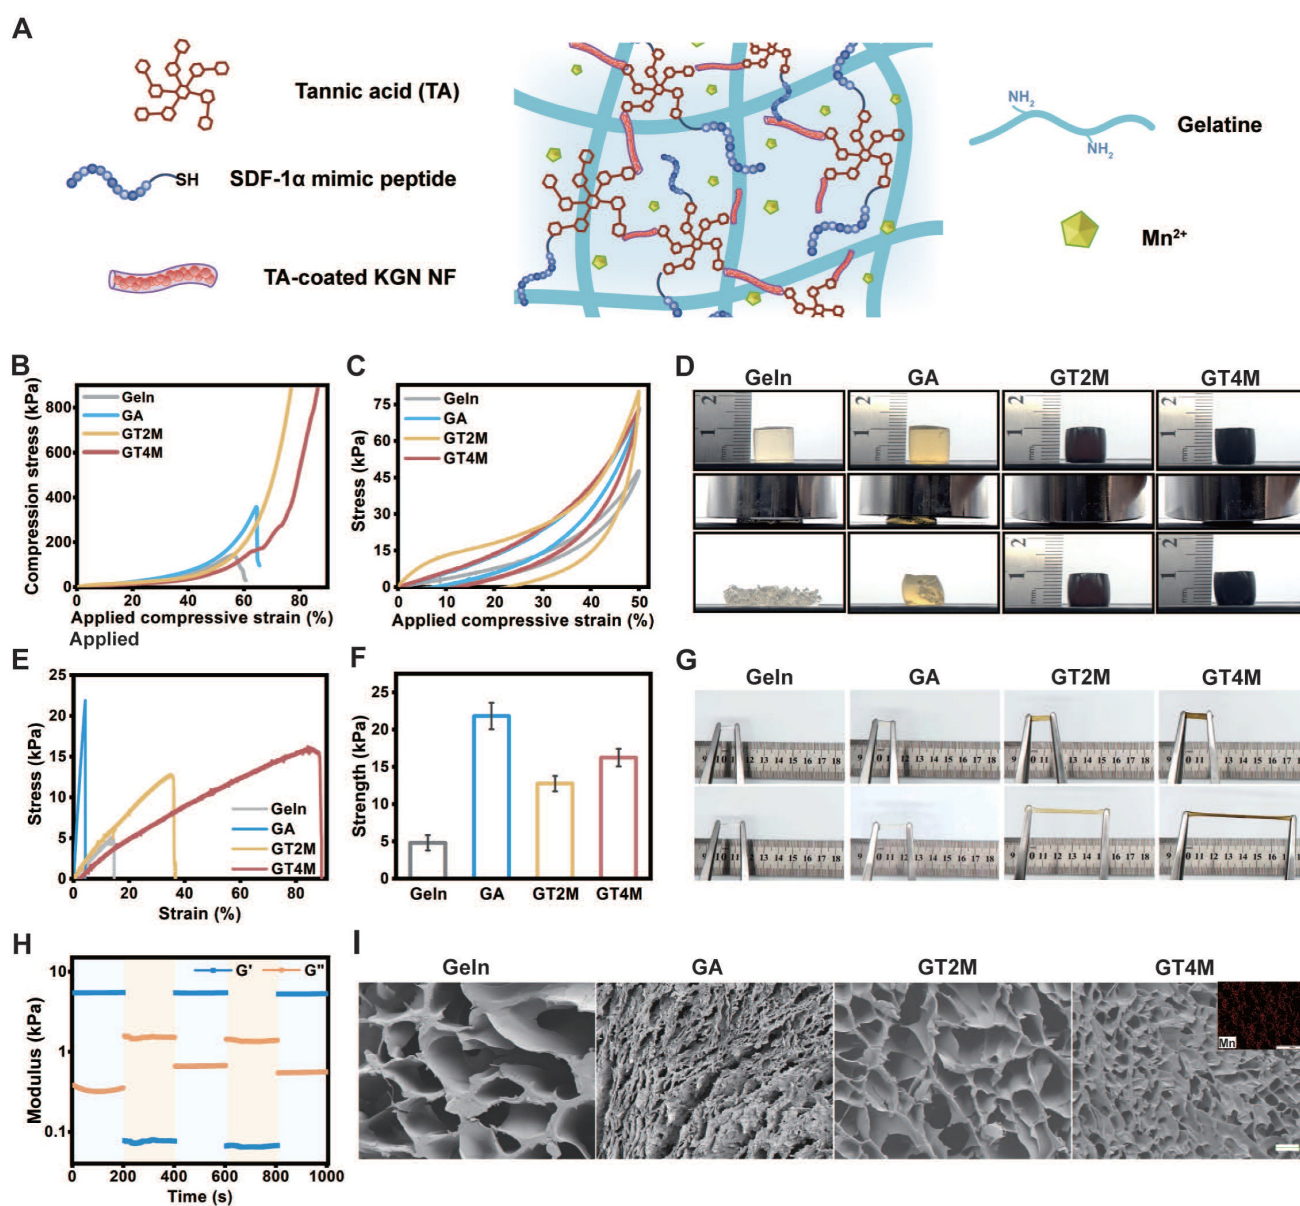 A
Tannic acid (TA)
SDF-1α mimic peptide
SH
TA-coated KGN NF
NH2
NH2
Gelatine
Mn2+
B
Compression stress (kPa)
800
600
400
200
0
Geln
GA
GT2M
GT4M
0 20 40 60 80
Applied compressive strain (%)
Applied
C
Stress (kPa)
75
60
45
30
15
0
Geln
GA
GT2M
GT4M
0 10 20 30 40 50
Applied compressive strain (%)
D
Geln GA GT2M GT4M
E
Stress (kPa)
25
20
15
10
5
0
Geln
GA
GT2M
GT4M
0 20 40 60 80
Strain (%)
F
Strength (kPa)
25
20
15
10
5
0
Geln GA GT2M GT4M
G
Geln GA GT2M GT4M
H
Modulus (kPa)
10
1
0.1
G' G"
0 200 400 600 800 1000
Time (s)
I
Geln GA GT2M GT4M
Mn